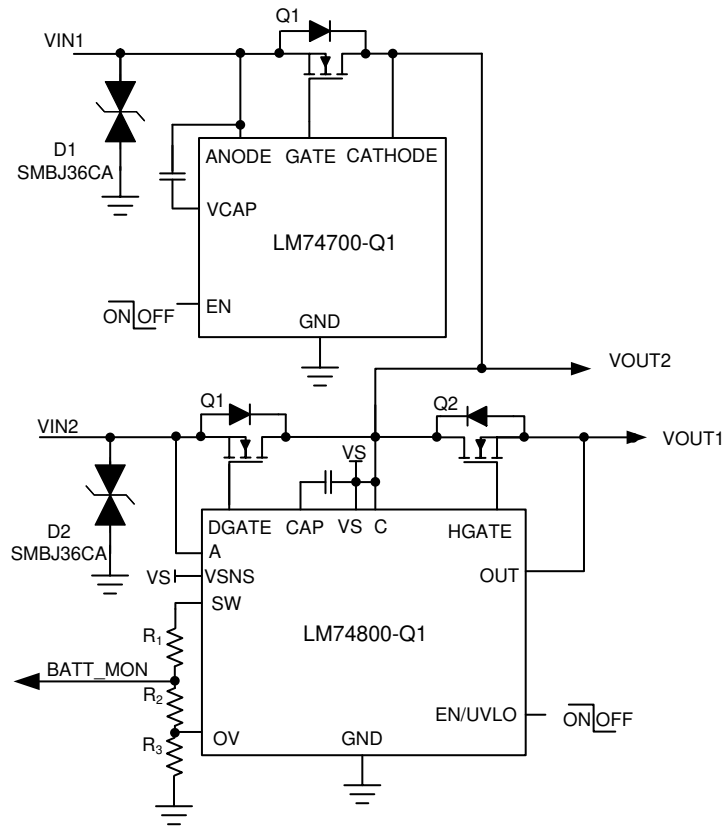 Q1
VIN1
D1
SMBJ36CA
ANODE GATE CATHODE
VCAP
LM74700-Q1
EN
ON OFF
GND
VOUT2
Q1
Q2
VIN2
VOUT1
VS
D2
SMBJ36CA
DGATE CAP VS C HGATE
A
VS VSNS
OUT
SW
R1
LM74800-Q1
BATT_MON
R2
EN/UVLO
ON OFF
OV
GND
R3